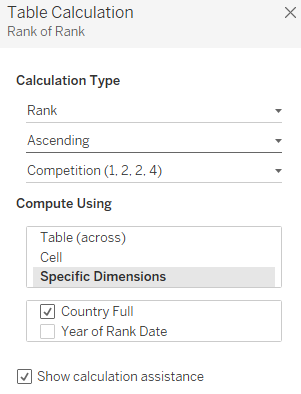 Table Calculation
Rank of Rank
Calculation Type
Rank
Ascending
Competition (1, 2, 2, 4)
Compute Using
Table (across)
Cell
Specific Dimensions
Country Full
Year of Rank Date
Show calculation assistance